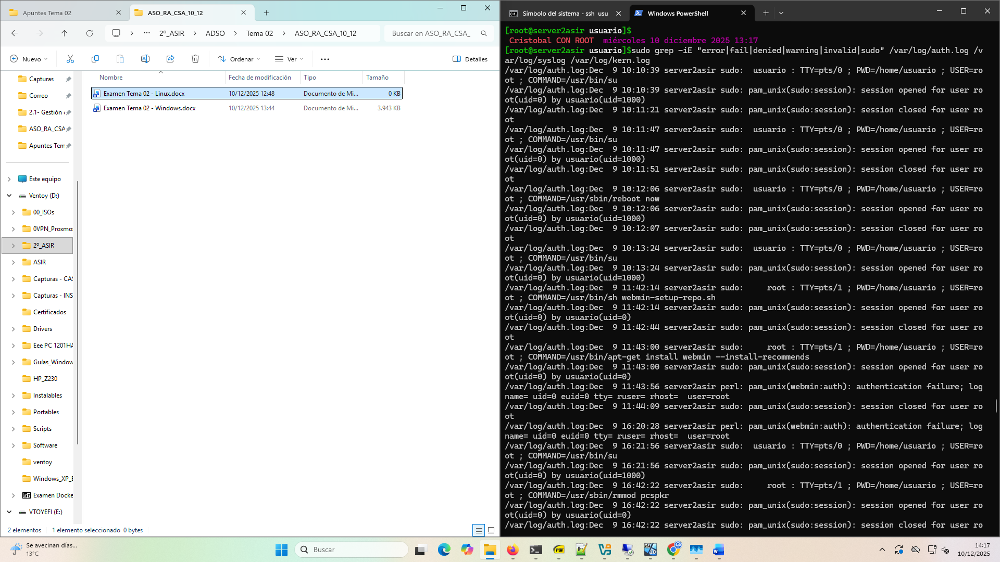 Apuntes Tema 02
ASO_RA_CSA_10_12
2º_ASIR
ADSO
Tema 02
ASO_RA_CSA_10_12
Buscar en ASO_RA_CSA_
Nuevo
Ordenar
Ver
Detalles
Nombre
Fecha de modificación
Tipo
Tamaño
Examen Tema 02 - Linux.docx
10/12/2025 12:48
Documento de Mi...
0 KB
Examen Tema 02 - Windows.docx
10/12/2025 13:44
Documento de Mi...
3.943 KB
Capturas
Correo
2.1- Gestión
ASO_RA_CSA
Apuntes Tem
Este equipo
Ventoy (D:)
00_ISOs
0VPN_Proxmo
2º_ASIR
ASIR
Capturas - CAS
Capturas - INS
Certificados
Drivers
Eee PC 1201HA
Guías_Window
HP_Z230
Instalables
Portables
Scripts
Software
ventoy
Windows_XP_E
Examen Docke
VTOYEFI (E:)
2 elementos
1 elemento seleccionado 0 bytes
Símbolo del sistema - ssh usu
Windows PowerShell
[root@server2asir usuario]$
Cristobal CON ROOT miércoles 10 diciembre 2025 13:17
[root@server2asir usuario]$sudo grep -iE "error|fail|denied|warning|invalid|sudo" /var/log/auth.log /v
ar/log/syslog /var/log/kern.log
/var/log/auth.log:Dec  9 10:10:39 server2asir sudo:  usuario : TTY=pts/0 ; PWD=/home/usuario ; USER=ro
ot ; COMMAND=/usr/bin/su
/var/log/auth.log:Dec  9 10:10:39 server2asir sudo: pam_unix(sudo:session): session opened for user ro
ot(uid=0) by usuario(uid=1000)
/var/log/auth.log:Dec  9 10:11:21 server2asir sudo: pam_unix(sudo:session): session closed for user ro
ot
/var/log/auth.log:Dec  9 10:11:47 server2asir sudo:  usuario : TTY=pts/0 ; PWD=/home/usuario ; USER=ro
ot ; COMMAND=/usr/bin/su
/var/log/auth.log:Dec  9 10:11:47 server2asir sudo: pam_unix(sudo:session): session opened for user ro
ot(uid=0) by usuario(uid=1000)
/var/log/auth.log:Dec  9 10:11:51 server2asir sudo: pam_unix(sudo:session): session closed for user ro
ot
/var/log/auth.log:Dec  9 10:12:06 server2asir sudo:  usuario : TTY=pts/0 ; PWD=/home/usuario ; USER=ro
ot ; COMMAND=/usr/sbin/reboot now
/var/log/auth.log:Dec  9 10:12:06 server2asir sudo: pam_unix(sudo:session): session opened for user ro
ot(uid=0) by usuario(uid=1000)
/var/log/auth.log:Dec  9 10:12:07 server2asir sudo: pam_unix(sudo:session): session closed for user ro
ot
/var/log/auth.log:Dec  9 10:13:24 server2asir sudo:  usuario : TTY=pts/0 ; PWD=/home/usuario ; USER=ro
ot ; COMMAND=/usr/bin/su
/var/log/auth.log:Dec  9 10:13:24 server2asir sudo: pam_unix(sudo:session): session opened for user ro
ot(uid=0) by usuario(uid=1000)
/var/log/auth.log:Dec  9 11:42:14 server2asir sudo:     root : TTY=pts/1 ; PWD=/home/usuario ; USER=ro
ot ; COMMAND=/usr/bin/sh webmin-setup-repo.sh
/var/log/auth.log:Dec  9 11:42:14 server2asir sudo: pam_unix(sudo:session): session opened for user ro
ot(uid=0) by usuario(uid=0)
/var/log/auth.log:Dec  9 11:42:44 server2asir sudo: pam_unix(sudo:session): session closed for user ro
ot
/var/log/auth.log:Dec  9 11:43:00 server2asir sudo:     root : TTY=pts/1 ; PWD=/home/usuario ; USER=ro
ot ; COMMAND=/usr/bin/apt-get install webmin --install-recommends
/var/log/auth.log:Dec  9 11:43:00 server2asir sudo: pam_unix(sudo:session): session opened for user ro
ot(uid=0) by usuario(uid=0)
/var/log/auth.log:Dec  9 11:43:56 server2asir perl: pam_unix(webmin:auth): authentication failure; log
name= uid=0 euid=0 tty= ruser= rhost=  user=root
/var/log/auth.log:Dec  9 11:44:09 server2asir sudo: pam_unix(sudo:session): session closed for user ro
ot
/var/log/auth.log:Dec  9 16:20:28 server2asir perl: pam_unix(webmin:auth): authentication failure; log
name= uid=0 euid=0 tty= ruser= rhost=  user=root
/var/log/auth.log:Dec  9 16:21:56 server2asir sudo:  usuario : TTY=pts/0 ; PWD=/home/usuario ; USER=ro
ot ; COMMAND=/usr/bin/su
/var/log/auth.log:Dec  9 16:21:56 server2asir sudo: pam_unix(sudo:session): session opened for user ro
ot(uid=0) by usuario(uid=1000)
/var/log/auth.log:Dec  9 16:42:22 server2asir sudo:     root : TTY=pts/1 ; PWD=/home/usuario ; USER=ro
ot ; COMMAND=/usr/sbin/rmmod pcspkr
/var/log/auth.log:Dec  9 16:42:22 server2asir sudo: pam_unix(sudo:session): session opened for user ro
ot(uid=0) by usuario(uid=0)
/var/log/auth.log:Dec  9 16:42:22 server2asir sudo: pam_unix(sudo:session): session closed for user ro
Se avecinan días...
13°C
Buscar
14:17
10/12/2025